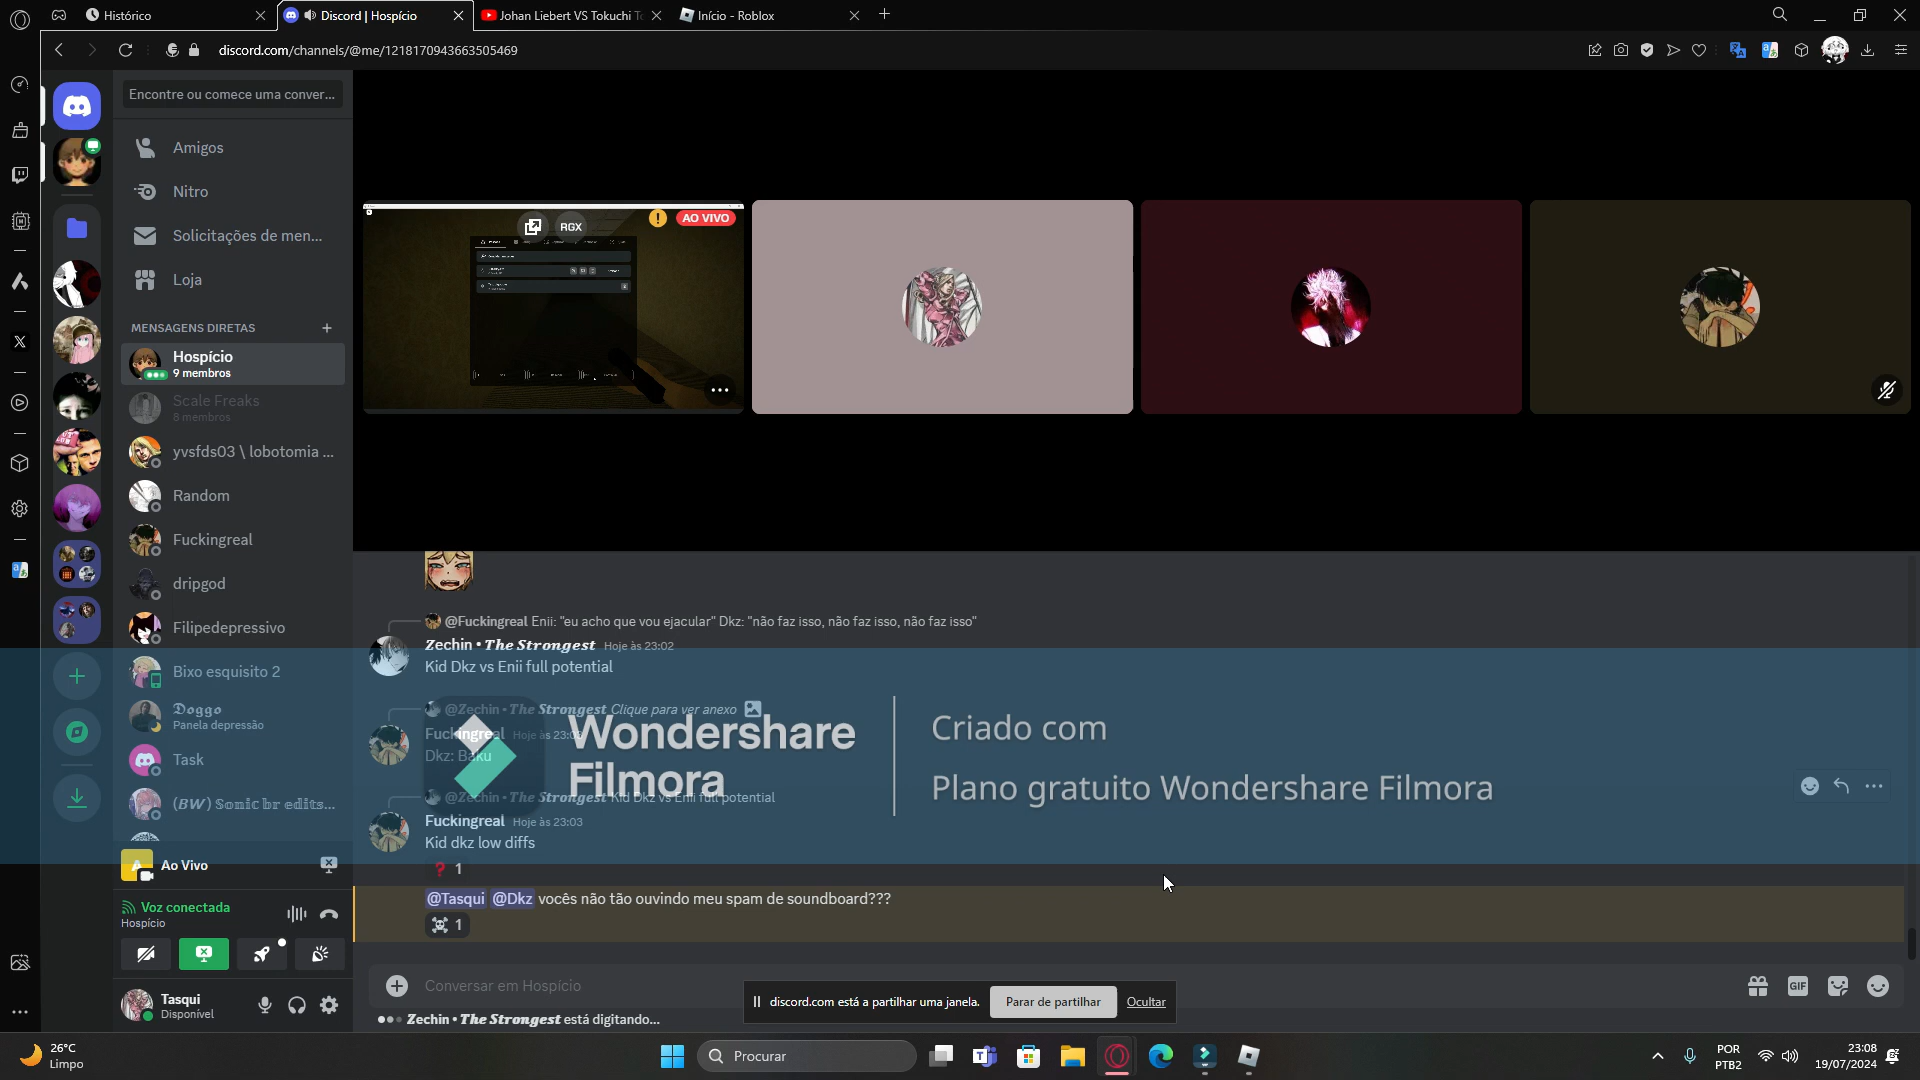 Histórico
Discord | Hospício
Johan Liebert VS Tokuchi To
Início - Roblox
discord.com/channels/@me/1218170943663505469
Encontre ou comece uma conver...
Amigos
Nitro
Solicitações de men...
Loja
MENSAGENS DIRETAS
Hospício
9 membros
Scale Freaks
8 membros
yvsfds03 \ lobotomia ...
Random
Fuckingreal
dripgod
Filipedepressivo
Bixo esquisito 2
Doggo
Panela depressão
Task
(BW) Sonic br edits...
Ao Vivo
Voz conectada
Hospício
Tasqui
Disponível
RGX
AO VIVO
@Fuckingreal Enii: "eu acho que vou ejacular" Dkz: "não faz isso, não faz isso, não faz isso"
Zechin • The Strongest Hoje às 23:02
Kid Dkz vs Enii full potential
@Zechin • The Strongest Clique para ver anexo
Fuckingreal Hoje às 23:03
Dkz: Baku
@Zechin • The Strongest Kid Dkz vs Enii full potential
Fuckingreal Hoje às 23:03
Kid dkz low diffs
? 1
@Tasqui @Dkz vocês não tão ouvindo meu spam de soundboard???
1
Wondershare
Filmora
Criado com
Plano gratuito Wondershare Filmora
Conversar em Hospício
GIF
discord.com está a partilhar uma janela.
Parar de partilhar
Ocultar
Zechin • The Strongest está digitando...
26°C
Limpo
Procurar
POR
PTB2
23:08
19/07/2024